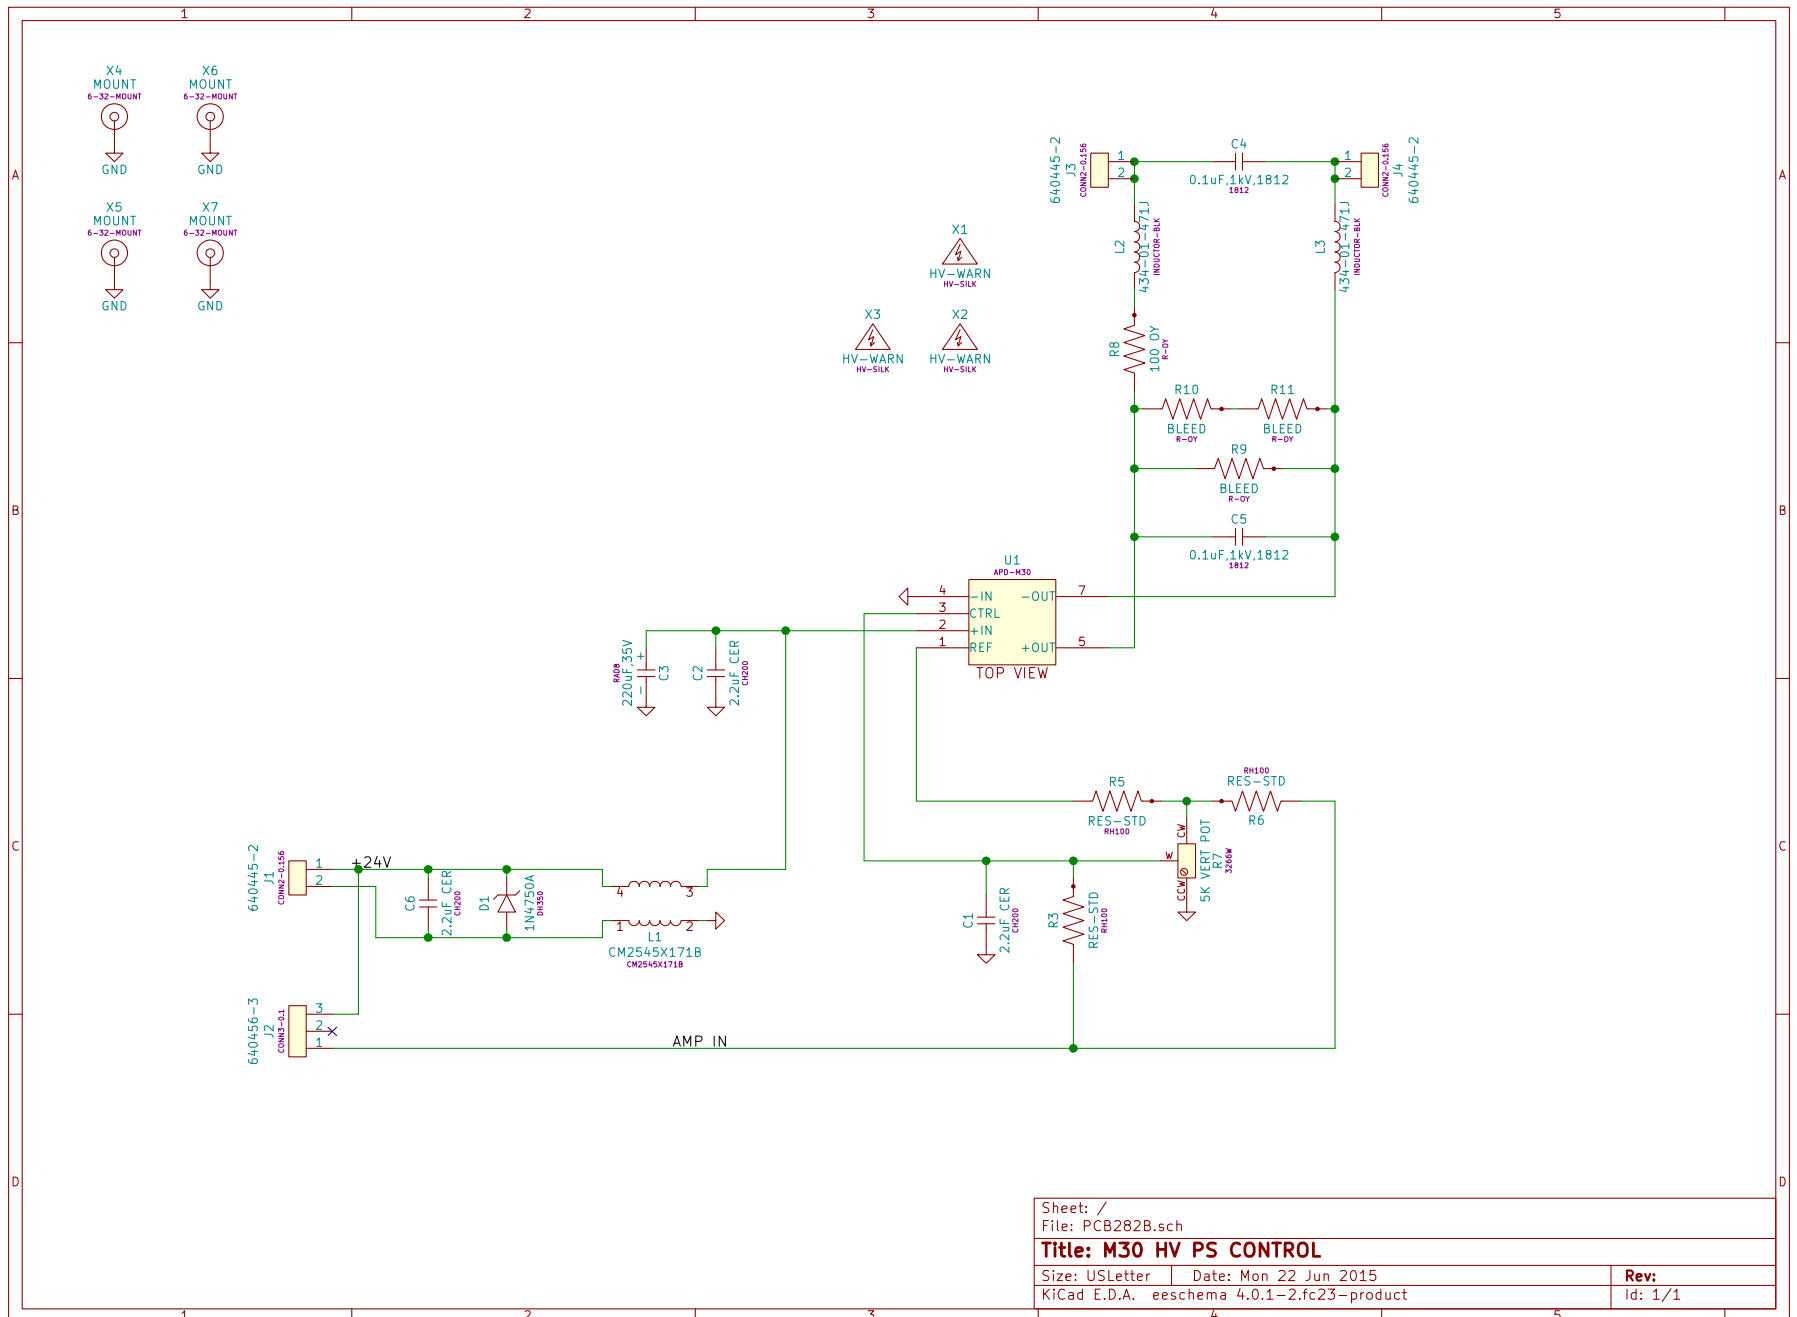 1 2 3 4 5
A A
B B
C C
D D
X4
MOUNT
6-32-MOUNT
GND
X6
MOUNT
6-32-MOUNT
GND
X5
MOUNT
6-32-MOUNT
GND
X7
MOUNT
6-32-MOUNT
GND
X1
HV-WARN
HV-SILK
X3
HV-WARN
HV-SILK
X2
HV-WARN
HV-SILK
640445-2
J3
CONN2-0.156
1
2
C4
0.1uF,1kV,1812
1812
1
2
CONN2-0.156
J4
640445-2
L2
434-01-471J
INDUCTOR-BLK
L3
434-01-471J
INDUCTOR-BLK
R8
100 OY
R-OY
R10
BLEED
R-OY
R11
BLEED
R-OY
R9
BLEED
R-OY
C5
0.1uF,1kV,1812
1812
U1
APD-M30
4 -IN -OUT 7
3 CTRL
2 +IN
1 REF +OUT 5
TOP VIEW
RAD8
220uF,35V
+
-
C3
C2
2.2uF CER
CH200
R5
RES-STD
RH100
RH100
RES-STD
R6
CW
W
CCW
R7
5K VERT POT
3266W
C1
2.2uF CER
CH200
R3
RES-STD
RH100
640445-2
J1
CONN2-0.156
1
2
+24V
C6
2.2uF CER
CH200
D1
1N4750A
DH350
4 3
1 2
L1
CM2545X171B
CM2545X171B
640456-3
J2
CONN3-0.1
3
2
1
AMP IN
Sheet: /
File: PCB282B.sch
Title: M30 HV PS CONTROL
Size: USLetter Date: Mon 22 Jun 2015 Rev:
KiCad E.D.A. eeschema 4.0.1-2.fc23-product Id: 1/1
1 2 3 4 5